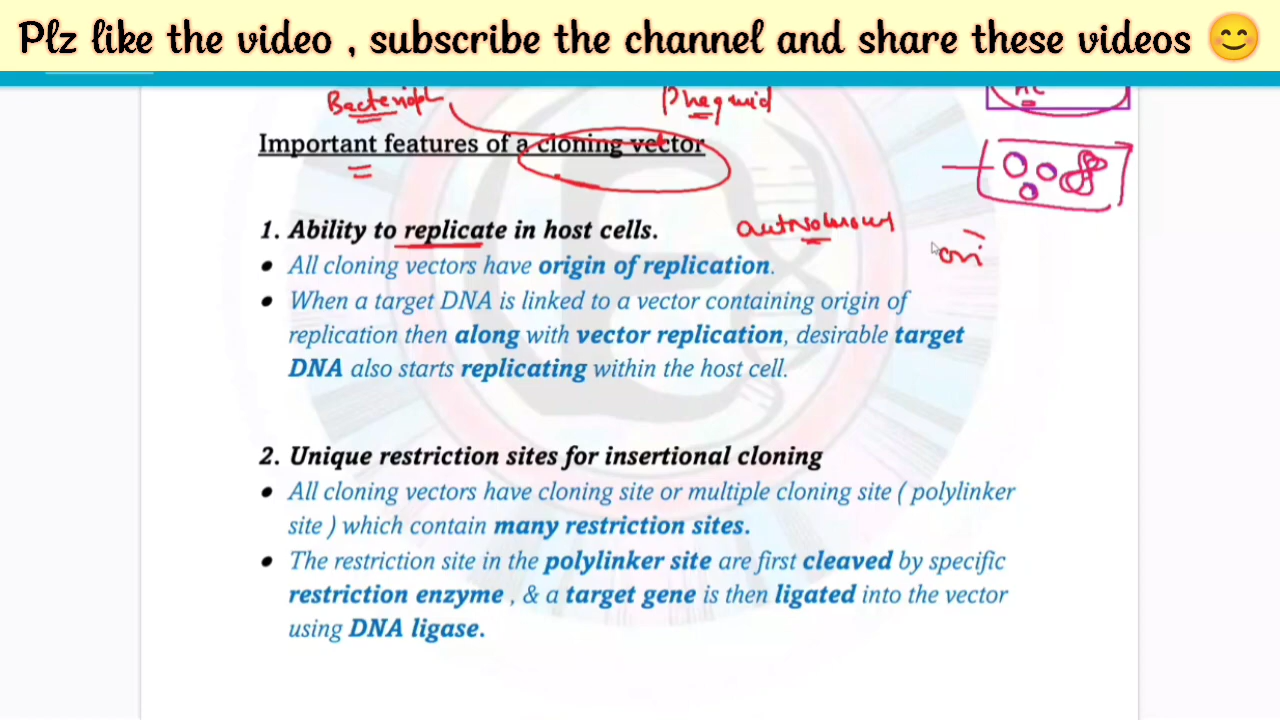 Plz like the video , subscribe the channel and share these videos 😊
Phagmid
Important features of a cloning vector
1. Ability to replicate in host cells.
ori
● All cloning vectors have origin of replication.
● When a target DNA is linked to a vector containing origin of
replication then along with vector replication, desirable target
DNA also starts replicating within the host cell.
2. Unique restriction sites for insertional cloning
● All cloning vectors have cloning site or multiple cloning site ( polylinker
site ) which contain many restriction sites.
● The restriction site in the polylinker site are first cleaved by specific
restriction enzyme , & a target gene is then ligated into the vector
using DNA ligase.